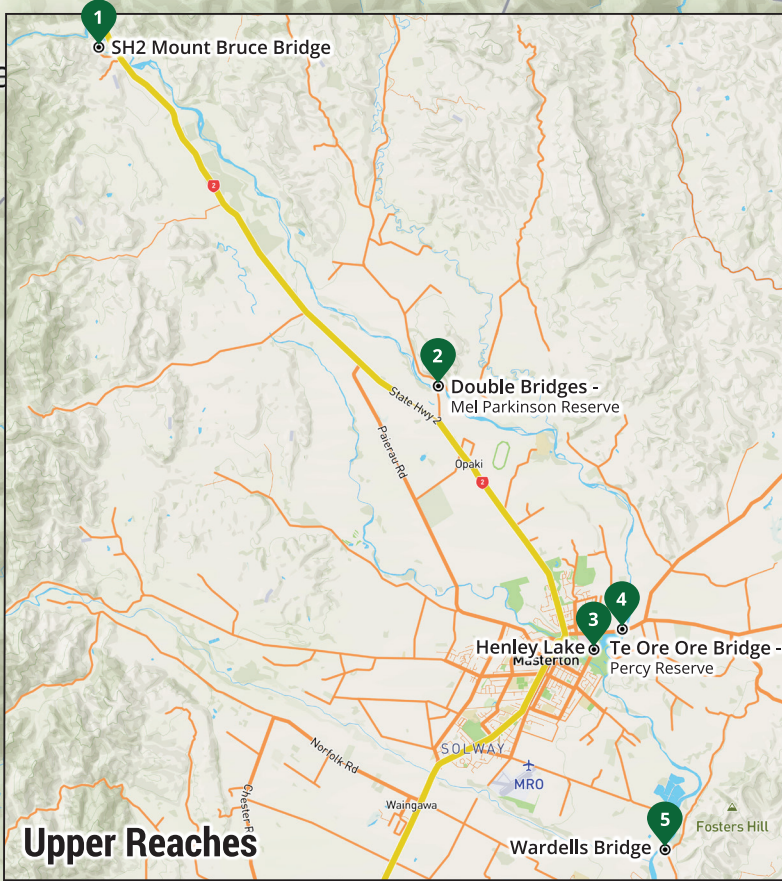 1
SH2 Mount Bruce Bridge
2
2
Double Bridges -
Mel Parkinson Reserve
State Hwy 2
Paierau Rd
Opaki
2
4
3
Henley Lake
Te Ore Ore Bridge -
Percy Reserve
Masterton
SOLWAY
Norfolk Rd
MRO
Chester R
Waingawa
5
Fosters Hill
Wardells Bridge
Upper Reaches